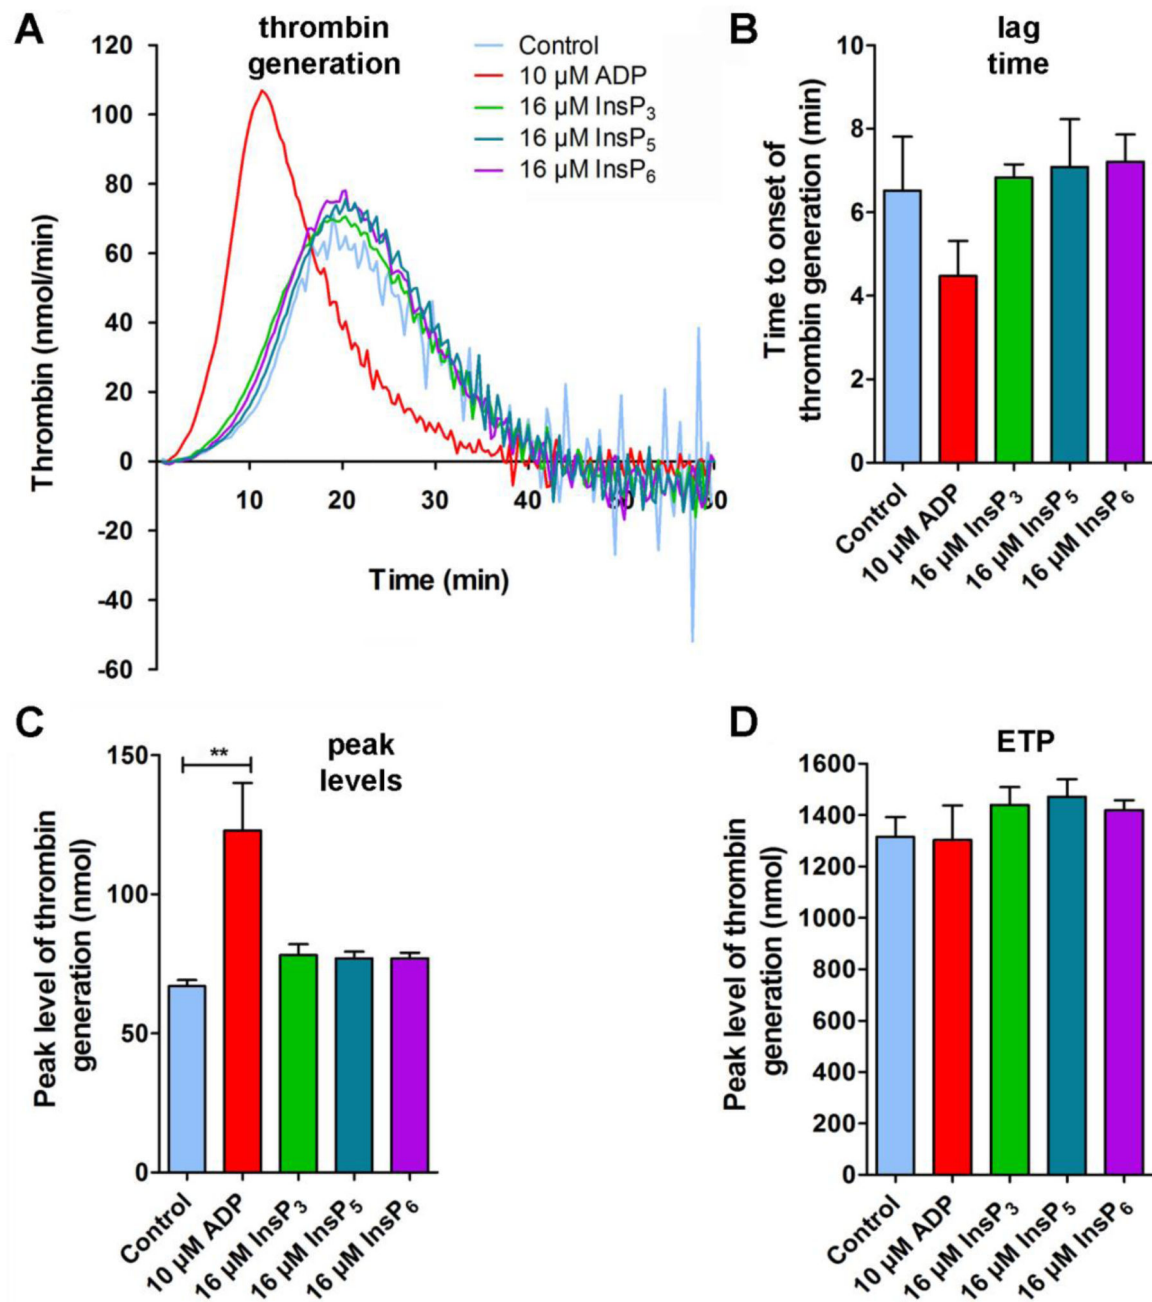 A
thrombin
generation
Control
10 µM ADP
16 µM InsP3
16 µM InsP5
16 µM InsP6
120
100
80
60
40
20
0
-20
-40
-60
10
20
30
40
Thrombin (nmol/min)
Time (min)
B
lag
time
Time to onset of
thrombin generation (min)
10
8
6
4
2
0
Control
10 µM ADP
16 µM InsP3
16 µM InsP5
16 µM InsP6
C
peak
levels
**
Peak level of thrombin
generation (nmol)
150
100
50
0
Control
10 µM ADP
16 µM InsP3
16 µM InsP5
16 µM InsP6
D
ETP
Peak level of thrombin
generation (nmol)
1600
1400
1200
1000
800
600
400
200
0
Control
10 µM ADP
16 µM InsP3
16 µM InsP5
16 µM InsP6